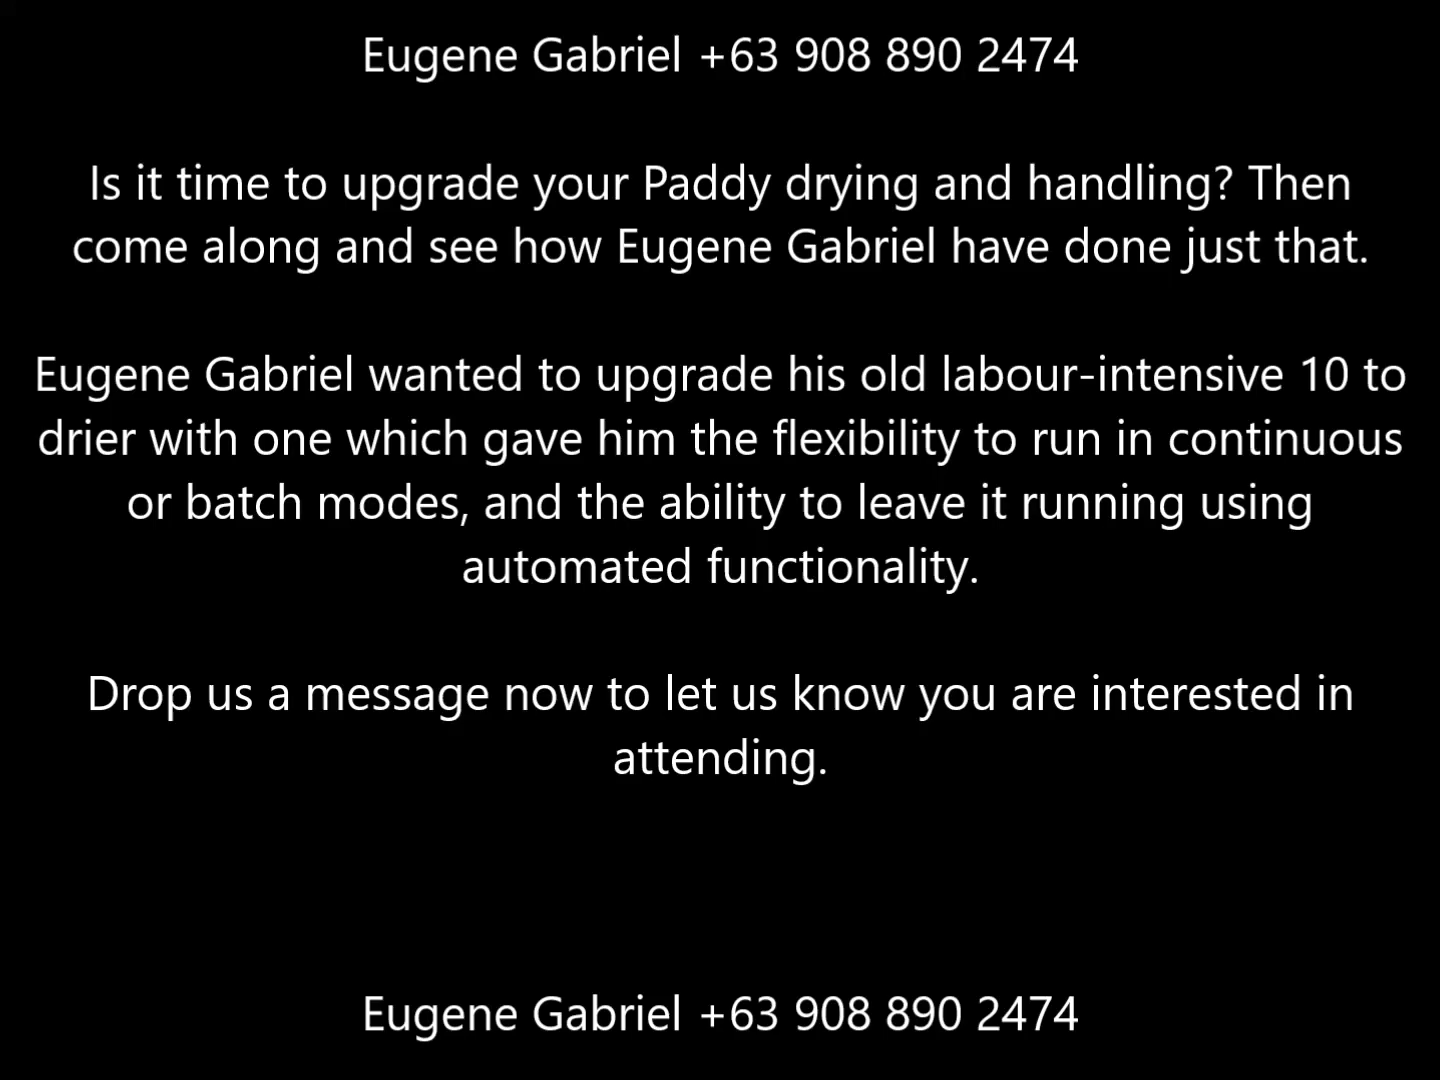 Eugene Gabriel +63 908 890 2474
Is it time to upgrade your Paddy drying and handling? Then
come along and see how Eugene Gabriel have done just that.
Eugene Gabriel wanted to upgrade his old labour-intensive 10 to
drier with one which gave him the flexibility to run in continuous
or batch modes, and the ability to leave it running using
automated functionality.
Drop us a message now to let us know you are interested in
attending.
Eugene Gabriel +63 908 890 2474